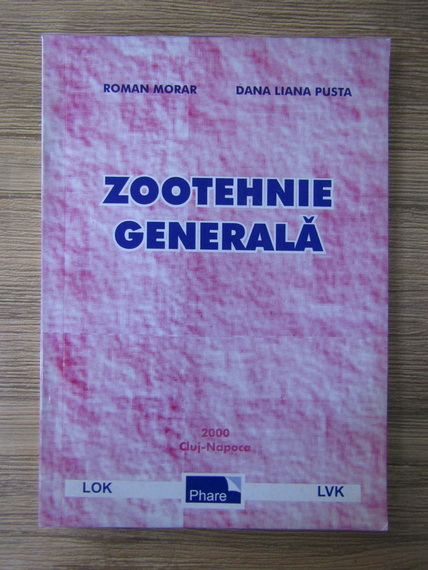 ROMAN MORAR DANA LIANA PUSTA
ZOOTEHNIE
GENERALĂ
2000
Cluj-Napoca
LOK Phare LVK